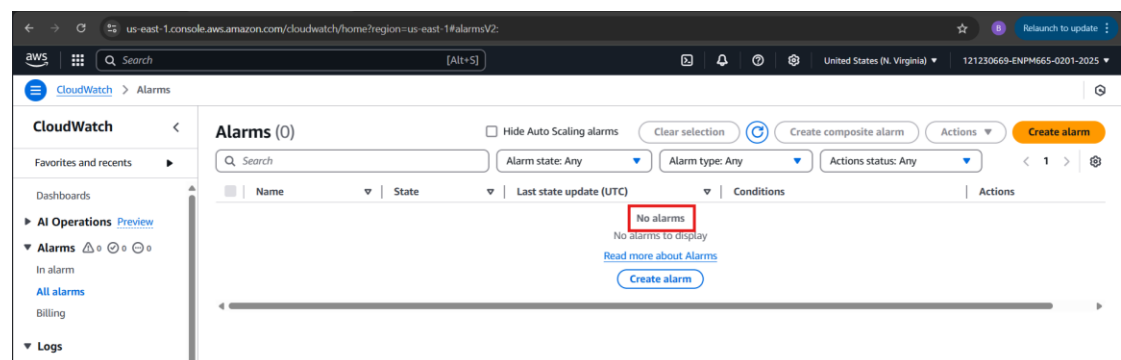 us-east-1.console.aws.amazon.com/cloudwatch/home?region=us-east-1#alarmsV2:
B
Relaunch to update
aws
Search
[Alt+S]
United States (N. Virginia)
121230669-ENPM665-0201-2025
CloudWatch > Alarms
CloudWatch
Favorites and recents
Dashboards
AI Operations Preview
Alarms 0 0 0
In alarm
All alarms
Billing
Logs
Alarms (0)
Hide Auto Scaling alarms
Clear selection
Create composite alarm
Actions
Create alarm
Search
Alarm state: Any
Alarm type: Any
Actions status: Any
1
Name
State
Last state update (UTC)
Conditions
Actions
No alarms
No alarms to display
Read more about Alarms
Create alarm